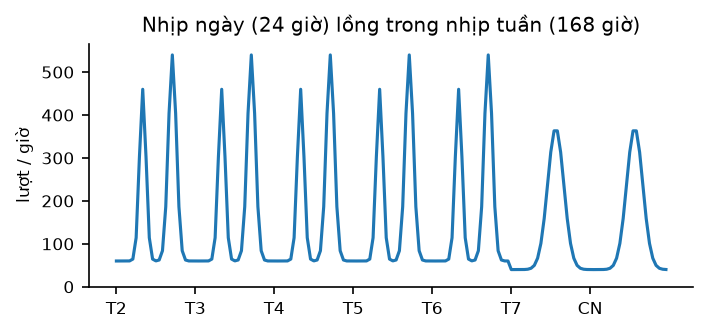 Nhịp ngày (24 giờ) lồng trong nhịp tuần (168 giờ)
lượt / giờ
500
400
300
200
100
0
T2 T3 T4 T5 T6 T7 CN